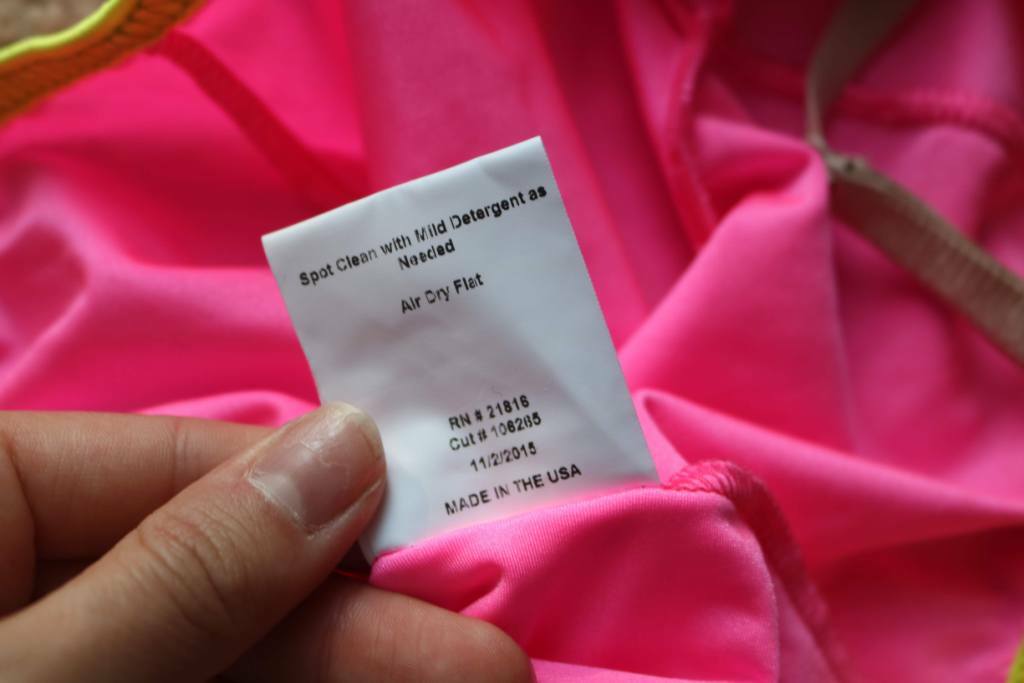 Spot Clean with Mild Detergent as
Needed
Air Dry Flat
RN # 21816
Cut # 106285
11/2/2015
MADE IN THE USA